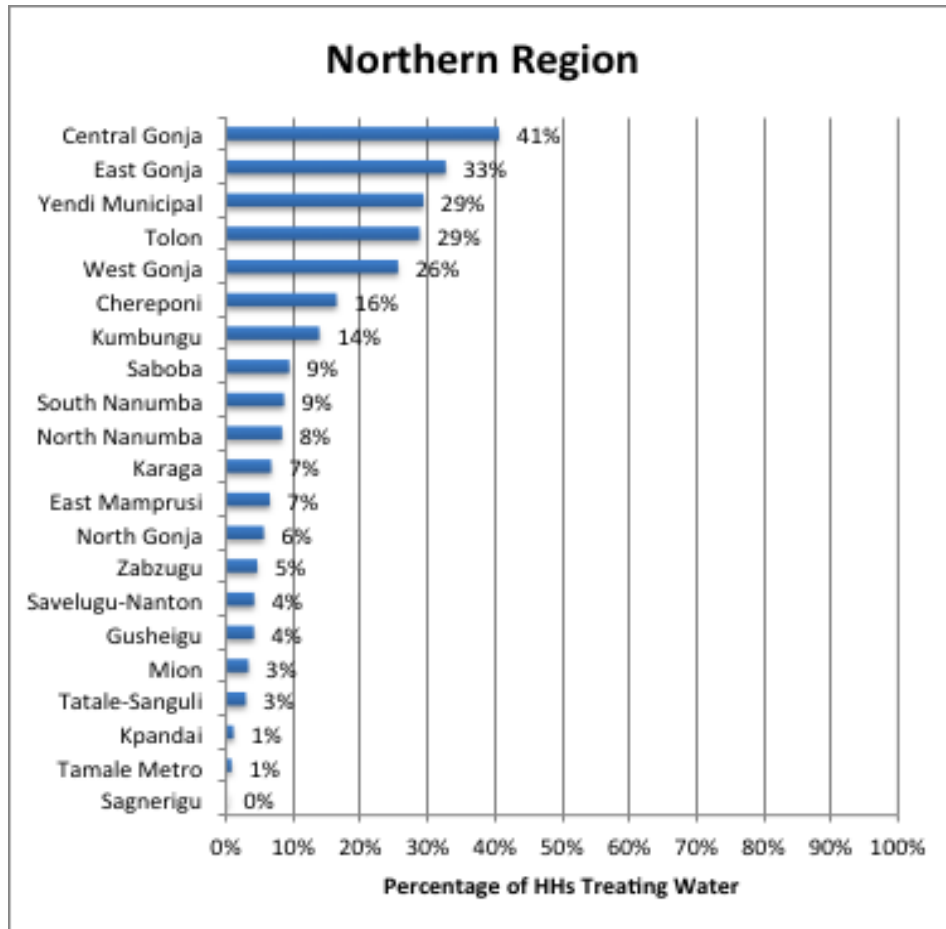 Northern Region
Central Gonja 41%
East Gonja 33%
Yendi Municipal 29%
Tolon 29%
West Gonja 26%
Chereponi 16%
Kumbungu 14%
Saboba 9%
South Nanumba 9%
North Nanumba 8%
Karaga 7%
East Mamprusi 7%
North Gonja 6%
Zabzugu 5%
Savelugu-Nanton 4%
Gusheigu 4%
Mion 3%
Tatale-Sanguli 3%
Kpandai 1%
Tamale Metro 1%
Sagnerigu 0%
0% 10% 20% 30% 40% 50% 60% 70% 80% 90% 100%
Percentage of HHs Treating Water